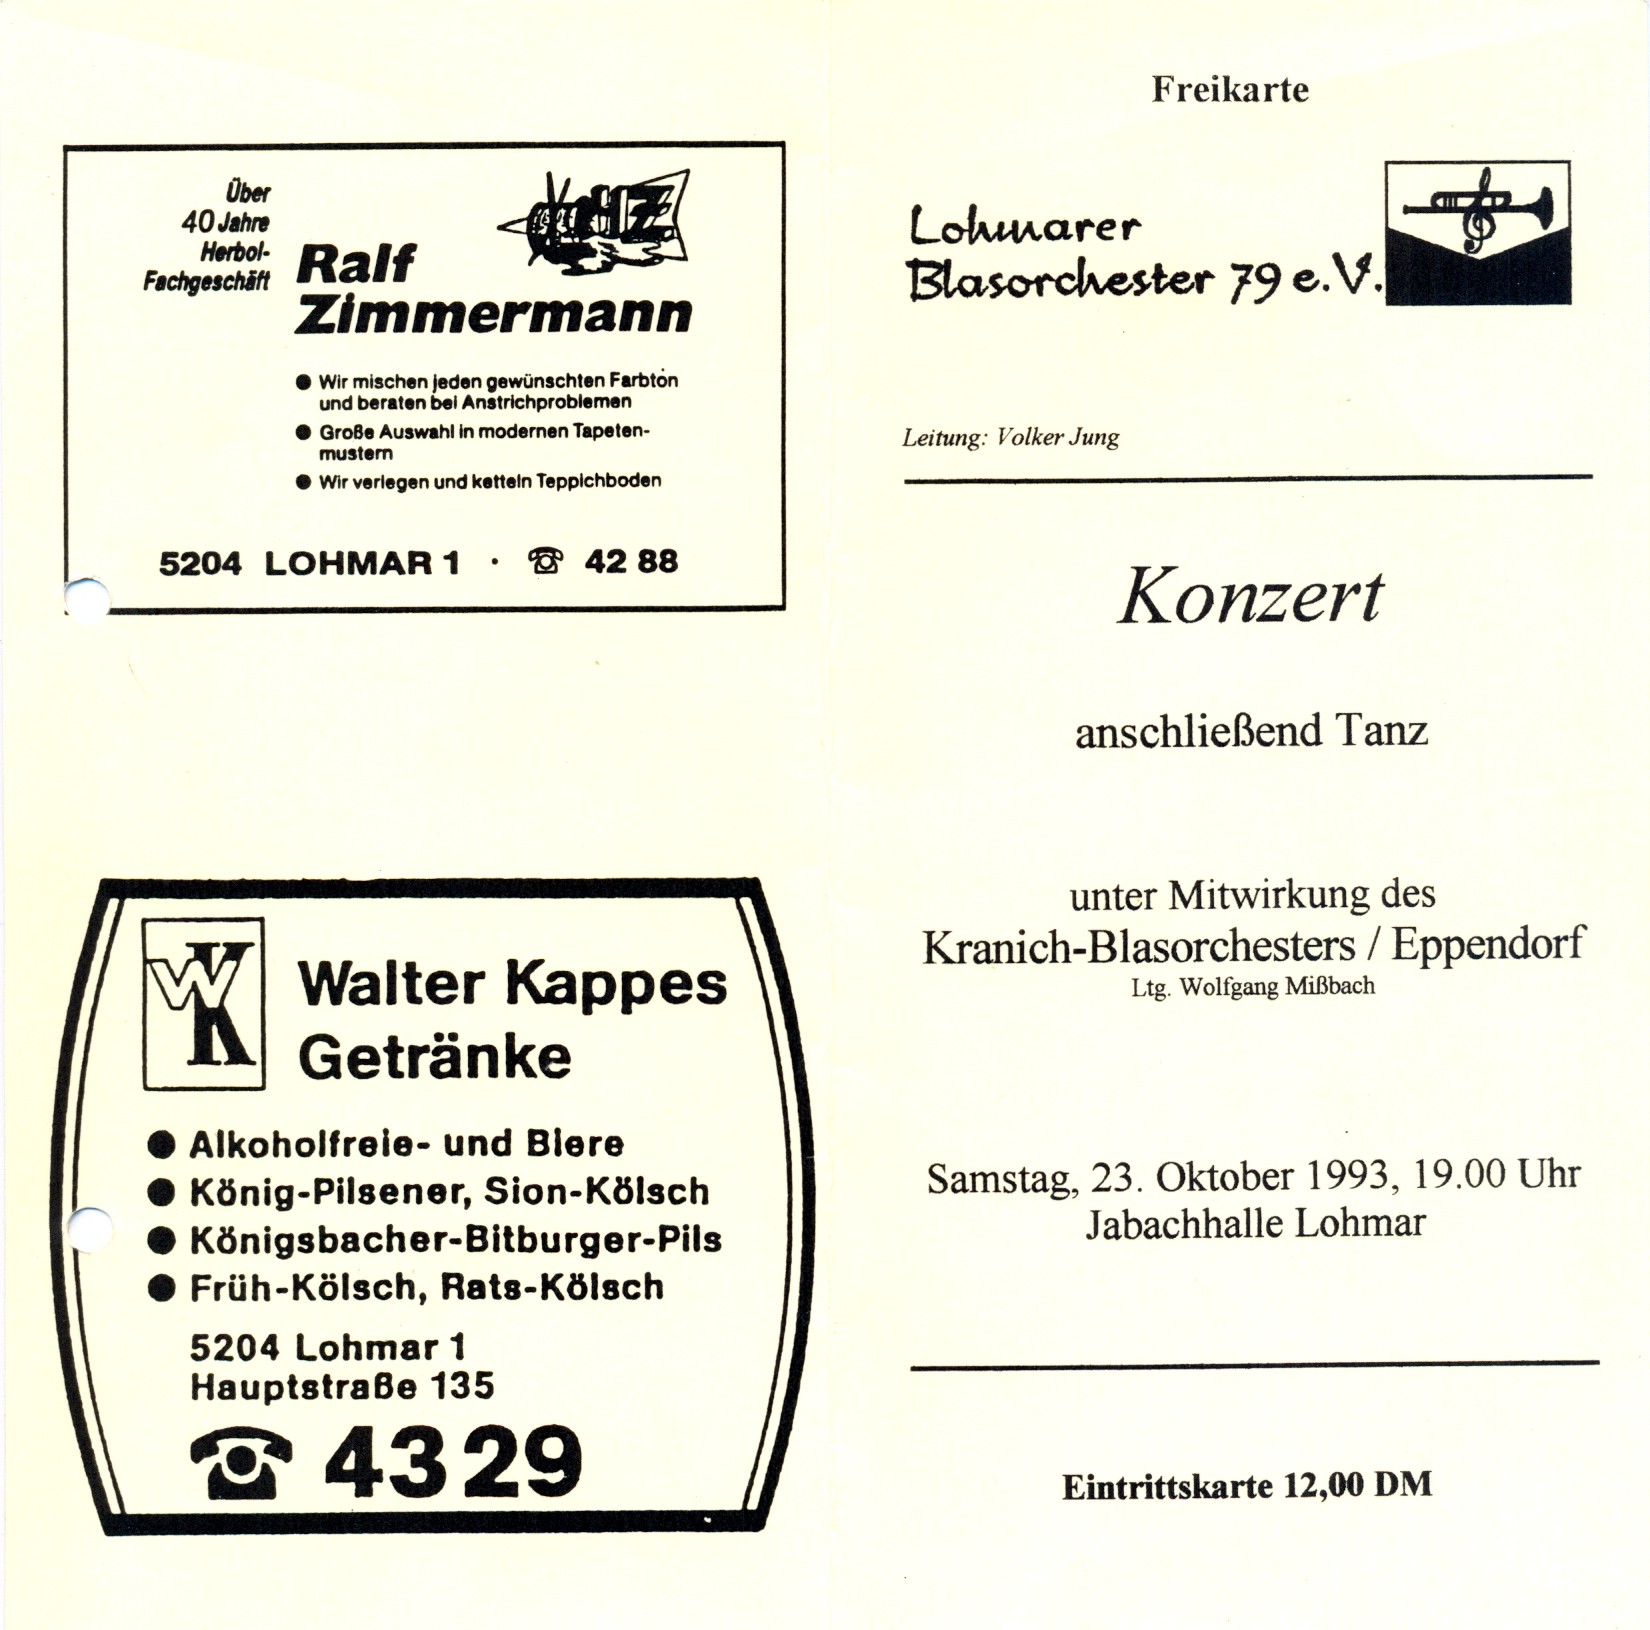 Über
40 Jahre
Herbol-
Fachgeschäft
Ralf
Zimmermann
HZ
● Wir mischen jeden gewünschten Farbton
und beraten bei Anstrichproblemen
● Große Auswahl in modernen Tapeten-
mustern
● Wir verlegen und ketteln Teppichboden
5204 LOHMAR 1 · ☎ 42 88
WK
Walter Kappes
Getränke
● Alkoholfreie- und Biere
● König-Pilsener, Sion-Kölsch
● Königsbacher-Bitburger-Pils
● Früh-Kölsch, Rats-Kölsch
5204 Lohmar 1
Hauptstraße 135
☎ 43 29
Freikarte
Lohmarer
Blasorchester 79 e.V.
Leitung: Volker Jung
Konzert
anschließend Tanz
unter Mitwirkung des
Kranich-Blasorchesters / Eppendorf
Ltg. Wolfgang Mißbach
Samstag, 23. Oktober 1993, 19.00 Uhr
Jabachhalle Lohmar
Eintrittskarte 12,00 DM